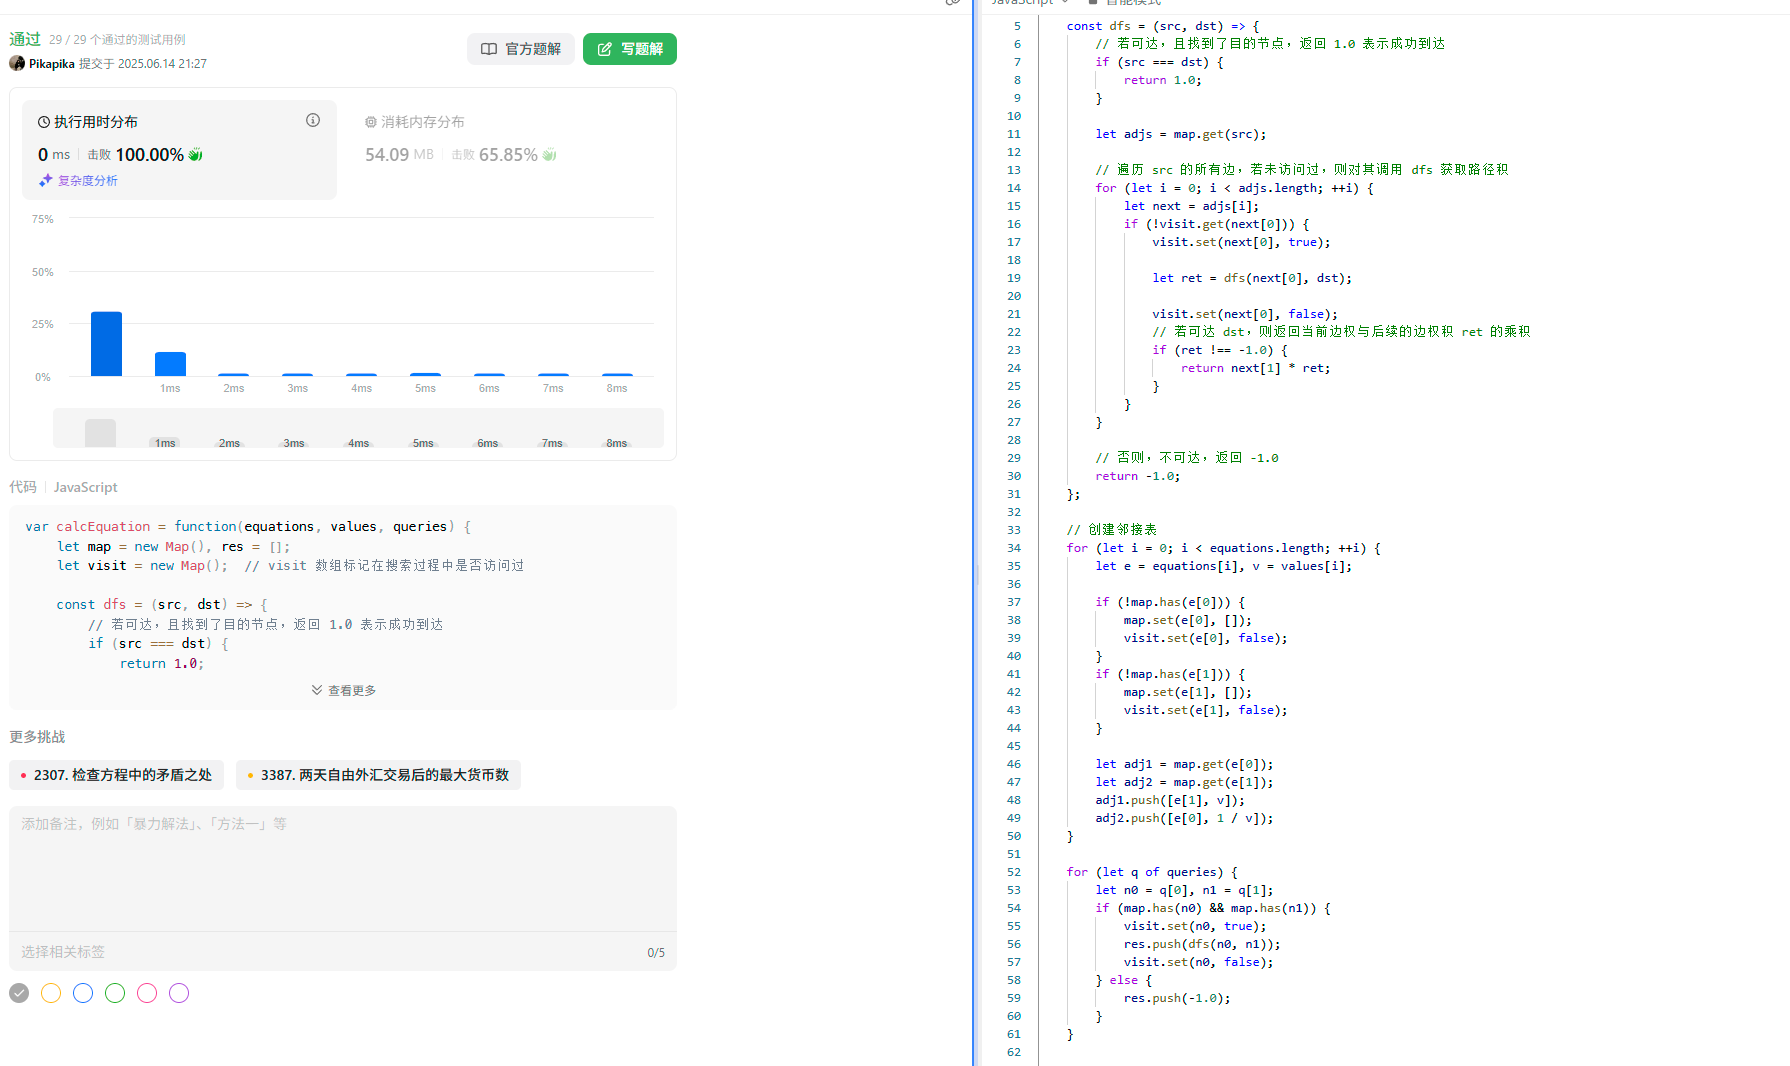 通过 29 / 29 个通过的测试用例
Pikapika 提交于 2025.06.14 21:27
官方题解
写题解
执行用时分布
0 ms 击败 100.00%
复杂度分析
消耗内存分布
54.09 MB 击败 65.85%
75%
50%
25%
0%
1ms 2ms 3ms 4ms 5ms 6ms 7ms 8ms
1ms 2ms 3ms 4ms 5ms 6ms 7ms 8ms
代码 JavaScript
var calcEquation = function(equations, values, queries) {
let map = new Map(), res = [];
let visit = new Map(); // visit 数组标记在搜索过程中是否访问过
const dfs = (src, dst) => {
// 若可达，且找到了目的节点，返回 1.0 表示成功到达
if (src === dst) {
return 1.0;
查看更多
更多挑战
2307. 检查方程中的矛盾之处
3387. 两天自由外汇交易后的最大货币数
添加备注，例如「暴力解法」、「方法一」等
选择相关标签
0/5
JavaScript 智能模式
5 const dfs = (src, dst) => {
6 // 若可达，且找到了目的节点，返回 1.0 表示成功到达
7 if (src === dst) {
8 return 1.0;
9 }
10
11 let adjs = map.get(src);
12
13 // 遍历 src 的所有边，若未访问过，则对其调用 dfs 获取路径积
14 for (let i = 0; i < adjs.length; ++i) {
15 let next = adjs[i];
16 if (!visit.get(next[0])) {
17 visit.set(next[0], true);
18
19 let ret = dfs(next[0], dst);
20
21 visit.set(next[0], false);
22 // 若可达 dst，则返回当前边权与后续的边权积 ret 的乘积
23 if (ret !== -1.0) {
24 return next[1] * ret;
25 }
26 }
27 }
28
29 // 否则，不可达，返回 -1.0
30 return -1.0;
31 };
32
33 // 创建邻接表
34 for (let i = 0; i < equations.length; ++i) {
35 let e = equations[i], v = values[i];
36
37 if (!map.has(e[0])) {
38 map.set(e[0], []);
39 visit.set(e[0], false);
40 }
41 if (!map.has(e[1])) {
42 map.set(e[1], []);
43 visit.set(e[1], false);
44 }
45
46 let adj1 = map.get(e[0]);
47 let adj2 = map.get(e[1]);
48 adj1.push([e[1], v]);
49 adj2.push([e[0], 1 / v]);
50 }
51
52 for (let q of queries) {
53 let n0 = q[0], n1 = q[1];
54 if (map.has(n0) && map.has(n1)) {
55 visit.set(n0, true);
56 res.push(dfs(n0, n1));
57 visit.set(n0, false);
58 } else {
59 res.push(-1.0);
60 }
61 }
62